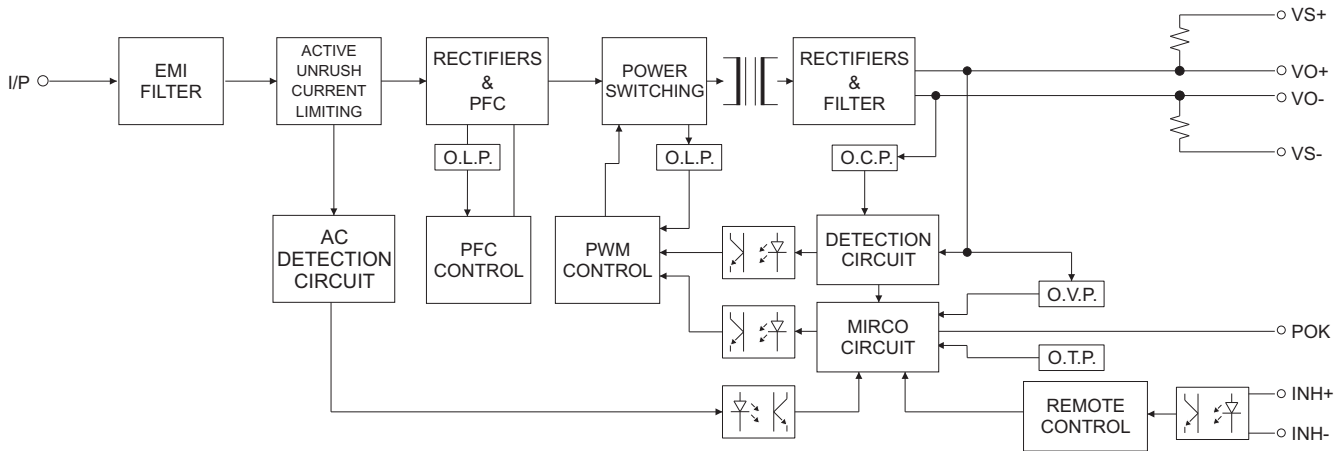 VS+
I/P
EMI
FILTER
ACTIVE
UNRUSH
CURRENT
LIMITING
RECTIFIERS
&
PFC
POWER
SWITCHING
RECTIFIERS
&
FILTER
VO+
VO-
VS-
O.L.P.
O.L.P.
O.C.P.
AC
DETECTION
CIRCUIT
PFC
CONTROL
PWM
CONTROL
DETECTION
CIRCUIT
O.V.P.
MIRCO
CIRCUIT
POK
O.T.P.
REMOTE
CONTROL
INH+
INH-